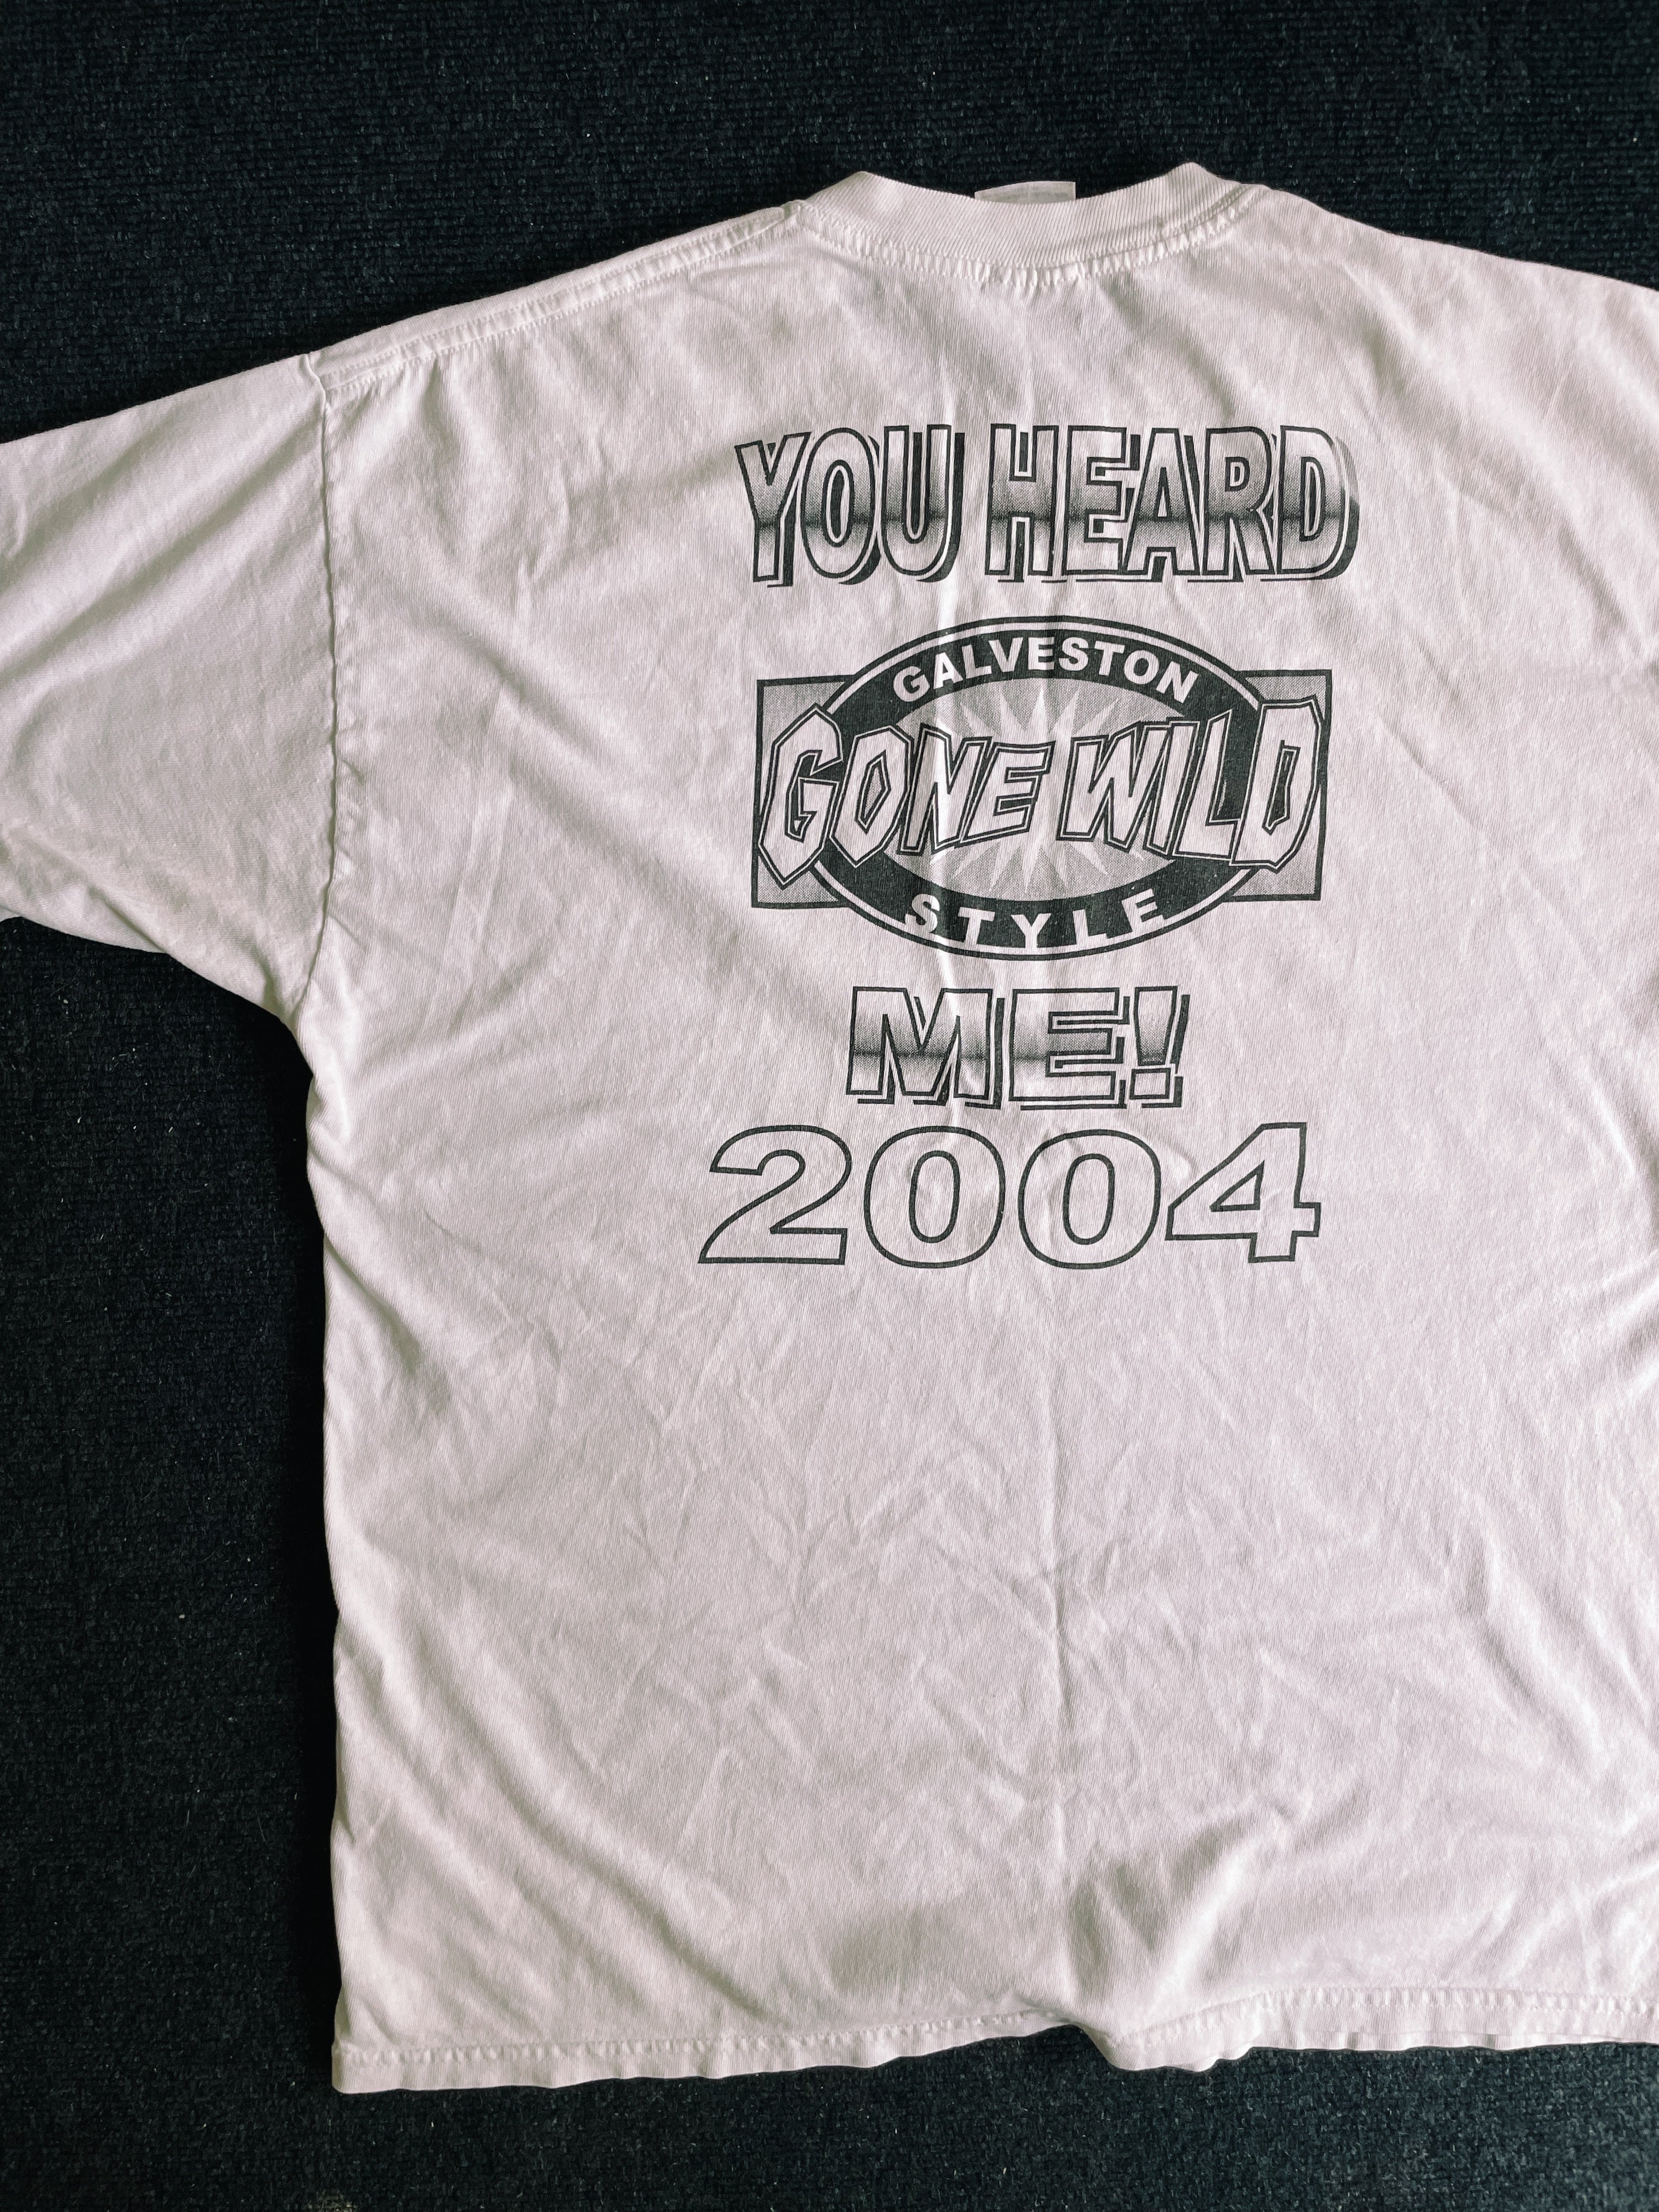 YOU HEARD
GALVESTON
GONE WILD
STYLE
ME!
2004